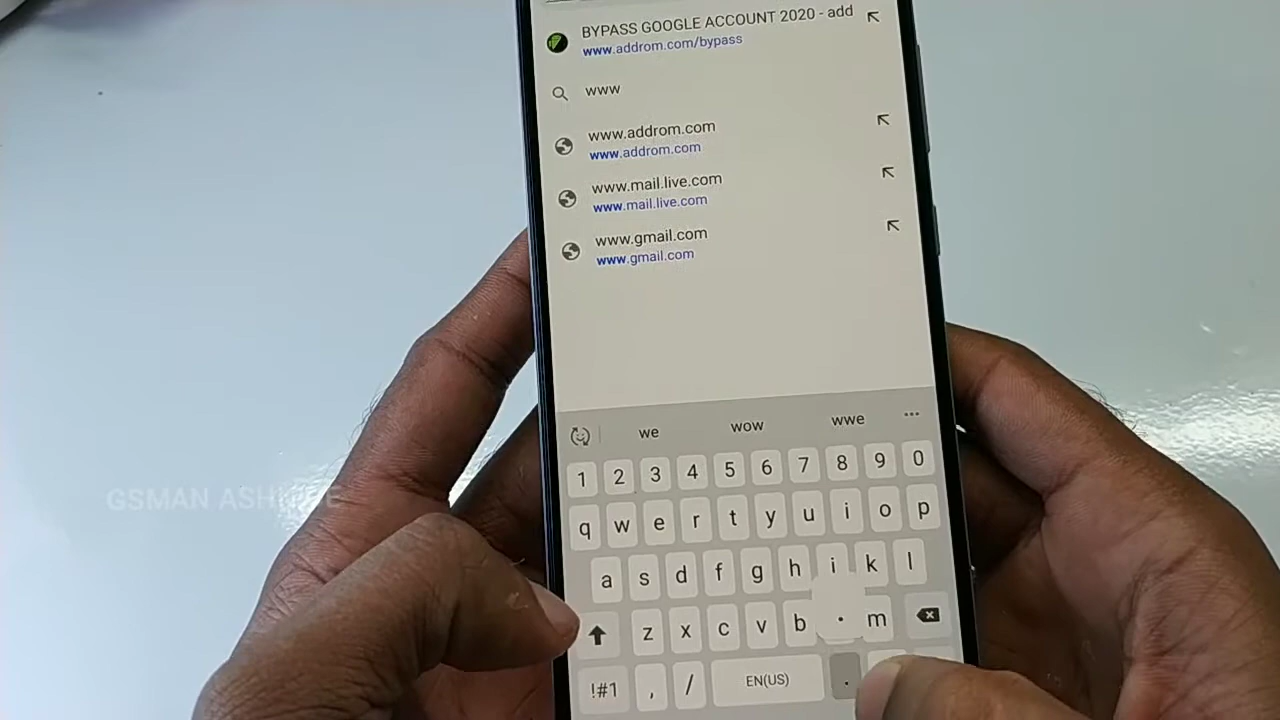 BYPASS GOOGLE ACCOUNT 2020 - add
www.addrom.com/bypass
www
www.addrom.com
www.addrom.com
www.mail.live.com
www.mail.live.com
www.gmail.com
www.gmail.com
we wow wwe
1 2 3 4 5 6 7 8 9 0
q w e r t y u i o p
a s d f g h j k l
z x c v b . m
!#1 , / EN(US) .
GSMAN ASHIQUE